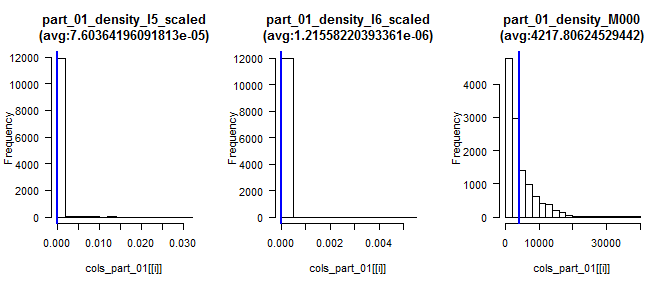 part_01_density_I5_scaled
(avg:7.60364196091813e-05)
Frequency
12000
10000
8000
6000
4000
2000
0
0.000
0.010
0.020
0.030
cols_part_01[[i]]
part_01_density_I6_scaled
(avg:1.21558220393361e-06)
Frequency
12000
10000
8000
6000
4000
2000
0
0.000
0.002
0.004
cols_part_01[[i]]
part_01_density_M000
(avg:4217.80624529442)
Frequency
4000
3000
2000
1000
0
0
10000
30000
cols_part_01[[i]]